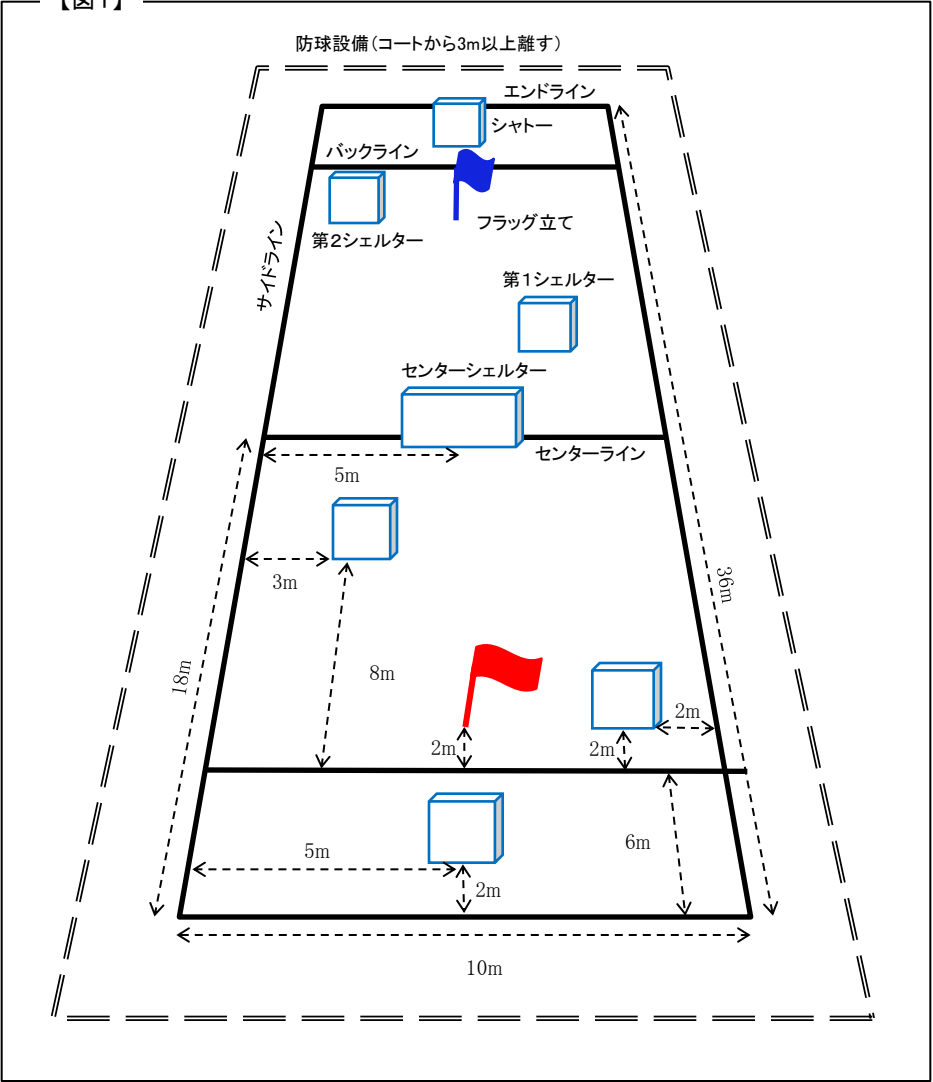 【図1】
防球設備(コートから3m以上離す)
エンドライン
シャトー
バックライン
フラッグ立て
第2シェルター
サイドライン
第1シェルター
センターシェルター
センターライン
5m
3m
36m
8m
18m
2m
2m
2m
5m
6m
2m
10m